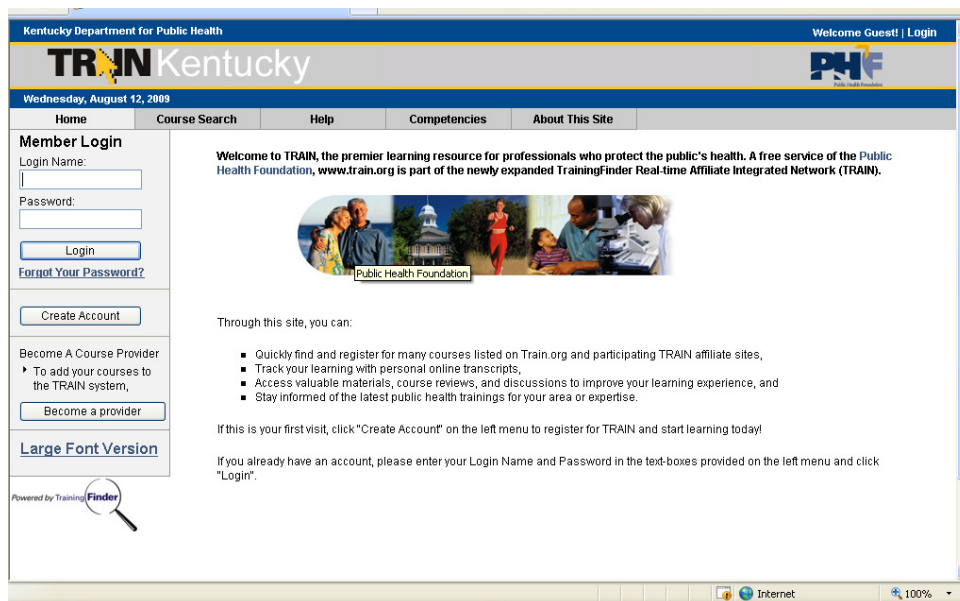 Kentucky Department for Public Health
Welcome Guest! | Login
TRAIN Kentucky
PHF
Public Health Foundation
Wednesday, August 12, 2009
Home Course Search Help Competencies About This Site
Member Login
Login Name:
Password:
Login
Forgot Your Password?
Create Account
Become A Course Provider
To add your courses to
the TRAIN system,
Become a provider
Large Font Version
Powered by Training Finder
Welcome to TRAIN, the premier learning resource for professionals who protect the public's health. A free service of the Public
Health Foundation, www.train.org is part of the newly expanded TrainingFinder Real-time Affiliate Integrated Network (TRAIN).
Public Health Foundation
Through this site, you can:
Quickly find and register for many courses listed on Train.org and participating TRAIN affiliate sites,
Track your learning with personal online transcripts,
Access valuable materials, course reviews, and discussions to improve your learning experience, and
Stay informed of the latest public health trainings for your area or expertise.
If this is your first visit, click "Create Account" on the left menu to register for TRAIN and start learning today!
If you already have an account, please enter your Login Name and Password in the text-boxes provided on the left menu and click
"Login".
Internet
100%